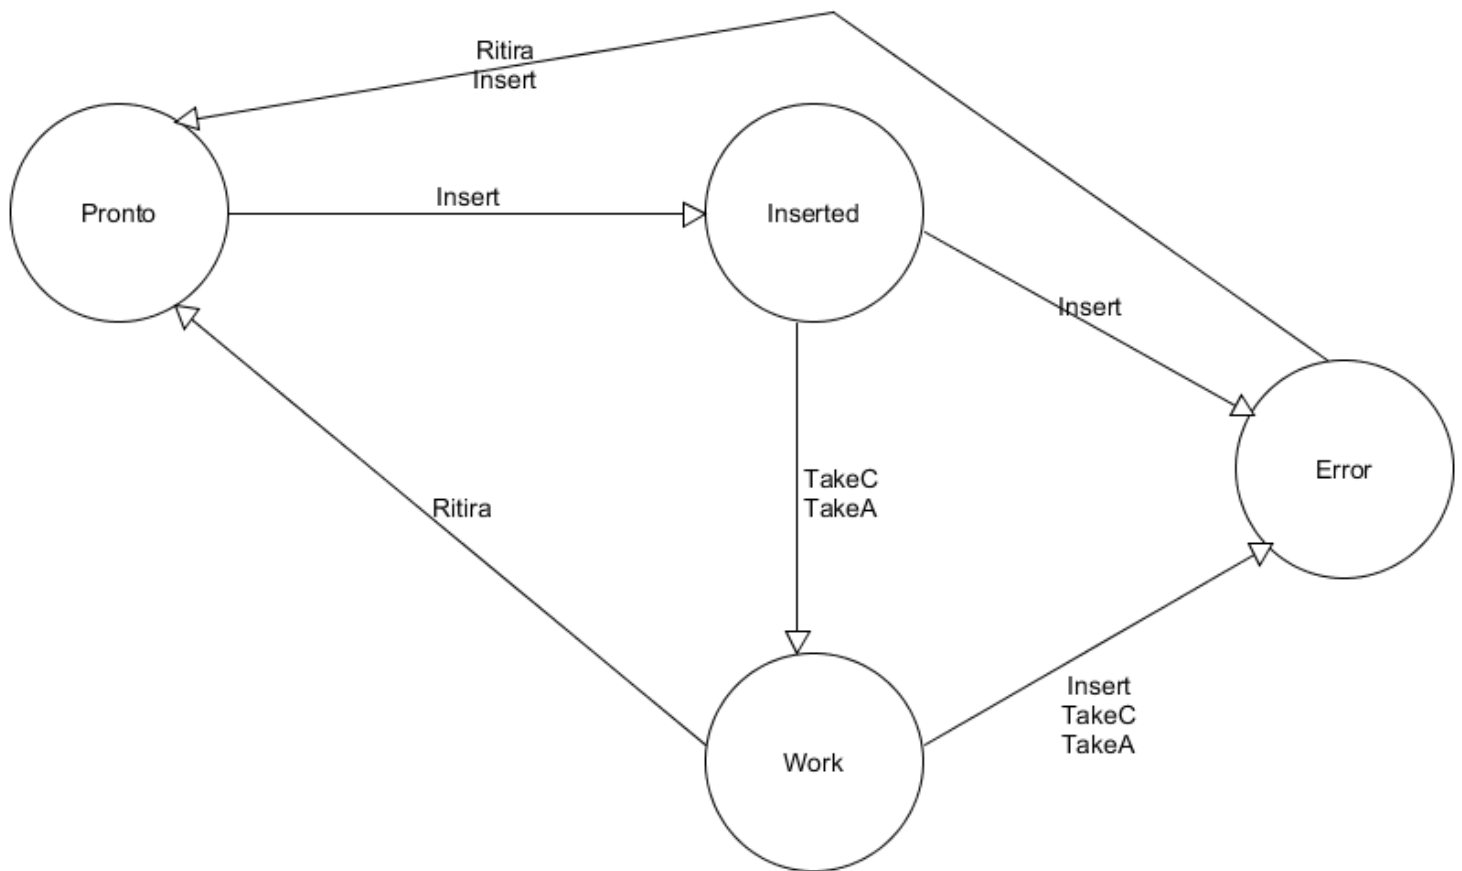 Ritira
Insert
Insert
Pronto
Inserted
Insert
Error
TakeC
TakeA
Ritira
Insert
TakeC
TakeA
Work